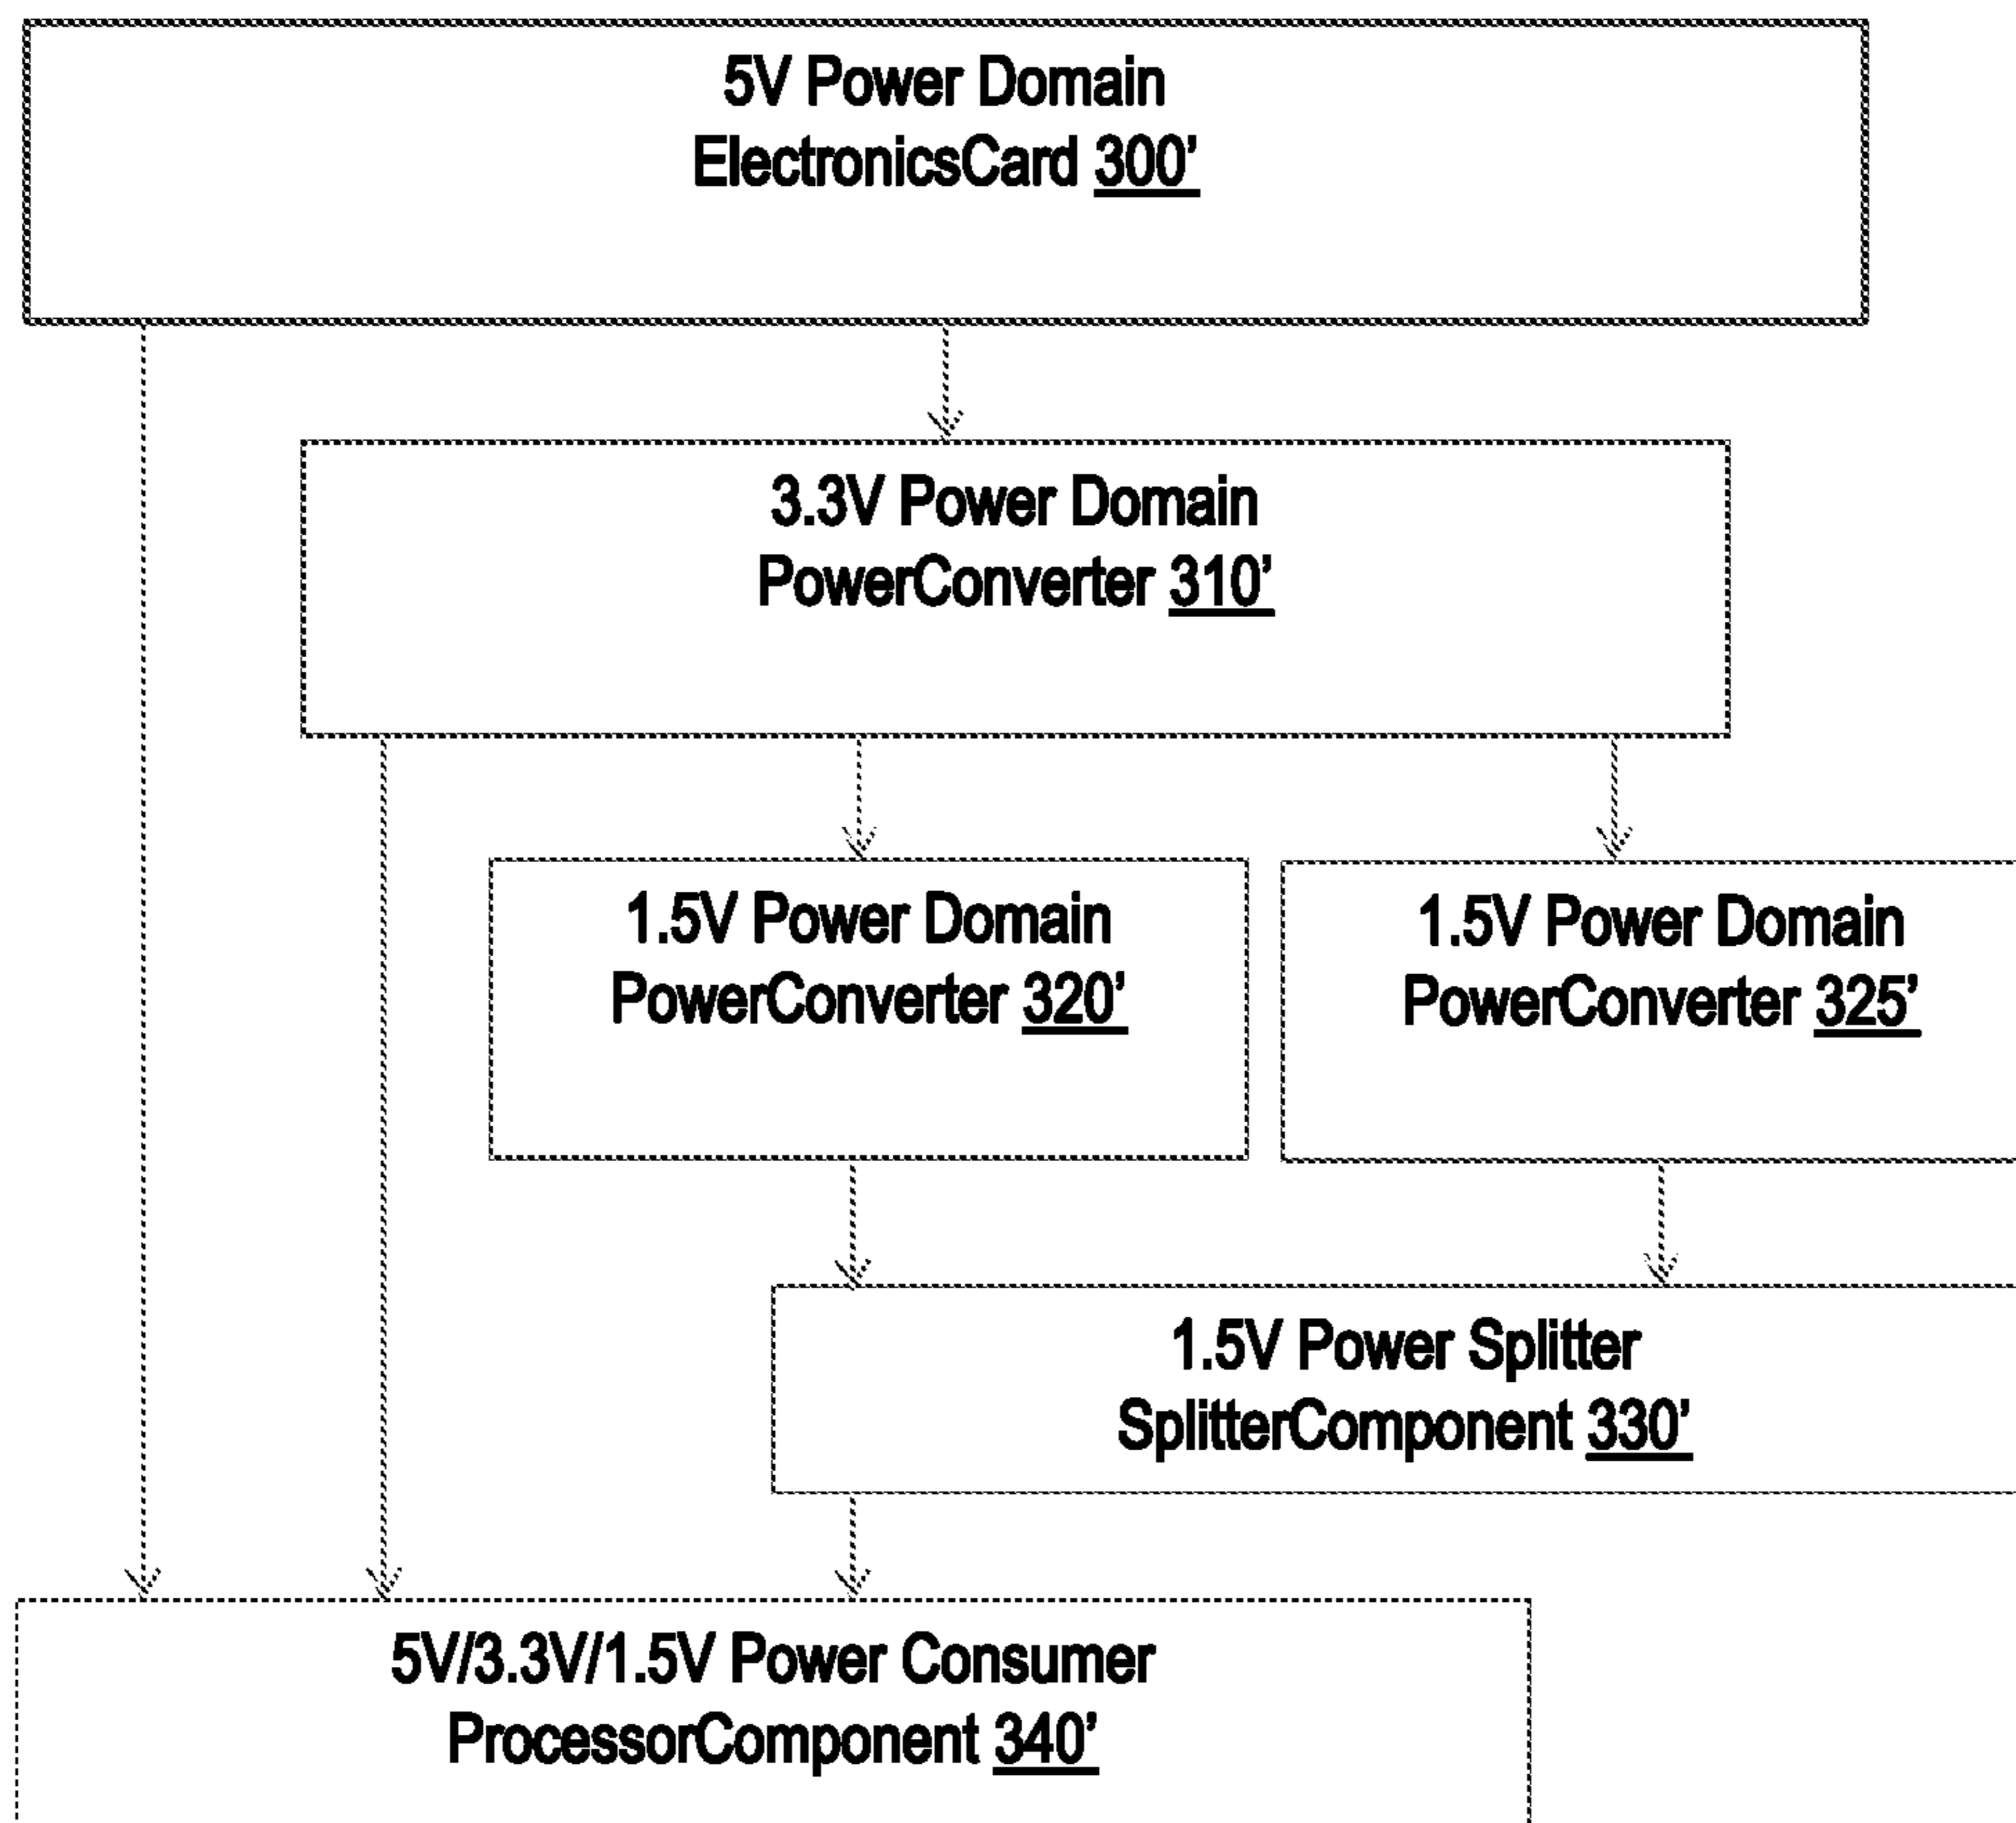 5V Power Domain
ElectronicsCard 300’
3.3V Power Domain
PowerConverter 310’
1.5V Power Domain
PowerConverter 320’
1.5V Power Domain
PowerConverter 325’
1.5V Power Splitter
SplitterComponent 330’
5V/3.3V/1.5V Power Consumer
ProcessorComponent 340’